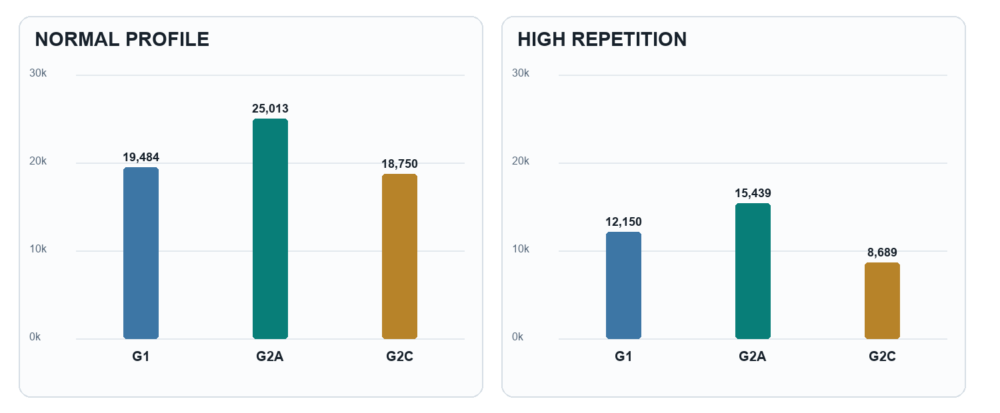 NORMAL PROFILE
30k
25,013
20k
19,484
18,750
10k
0k
G1 G2A G2C
HIGH REPETITION
30k
20k
15,439
12,150
10k
8,689
0k
G1 G2A G2C